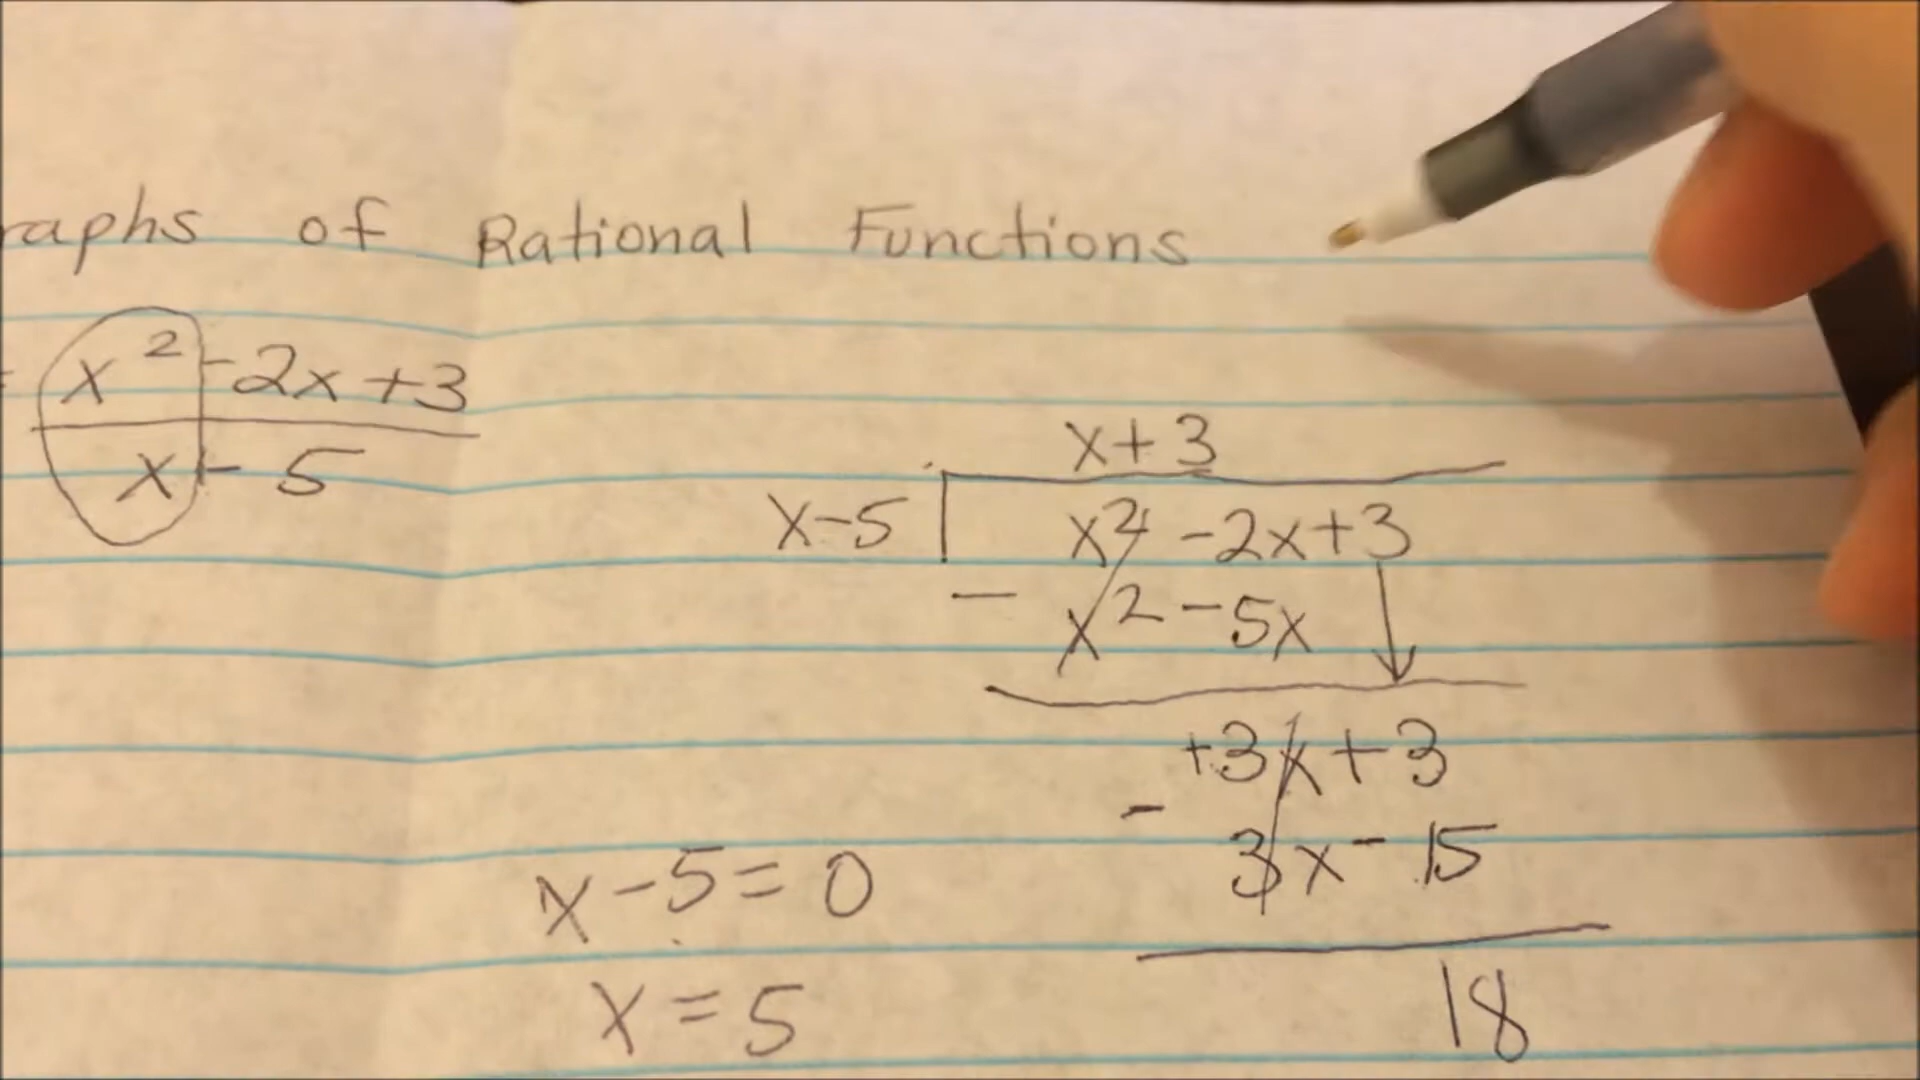 raphs of Rational Functions
x² - 2x + 3
x - 5
x + 3
x - 5 x² - 2x + 3
- x² - 5x
+3x + 3
- 3x - 15
18
x - 5 = 0
x = 5